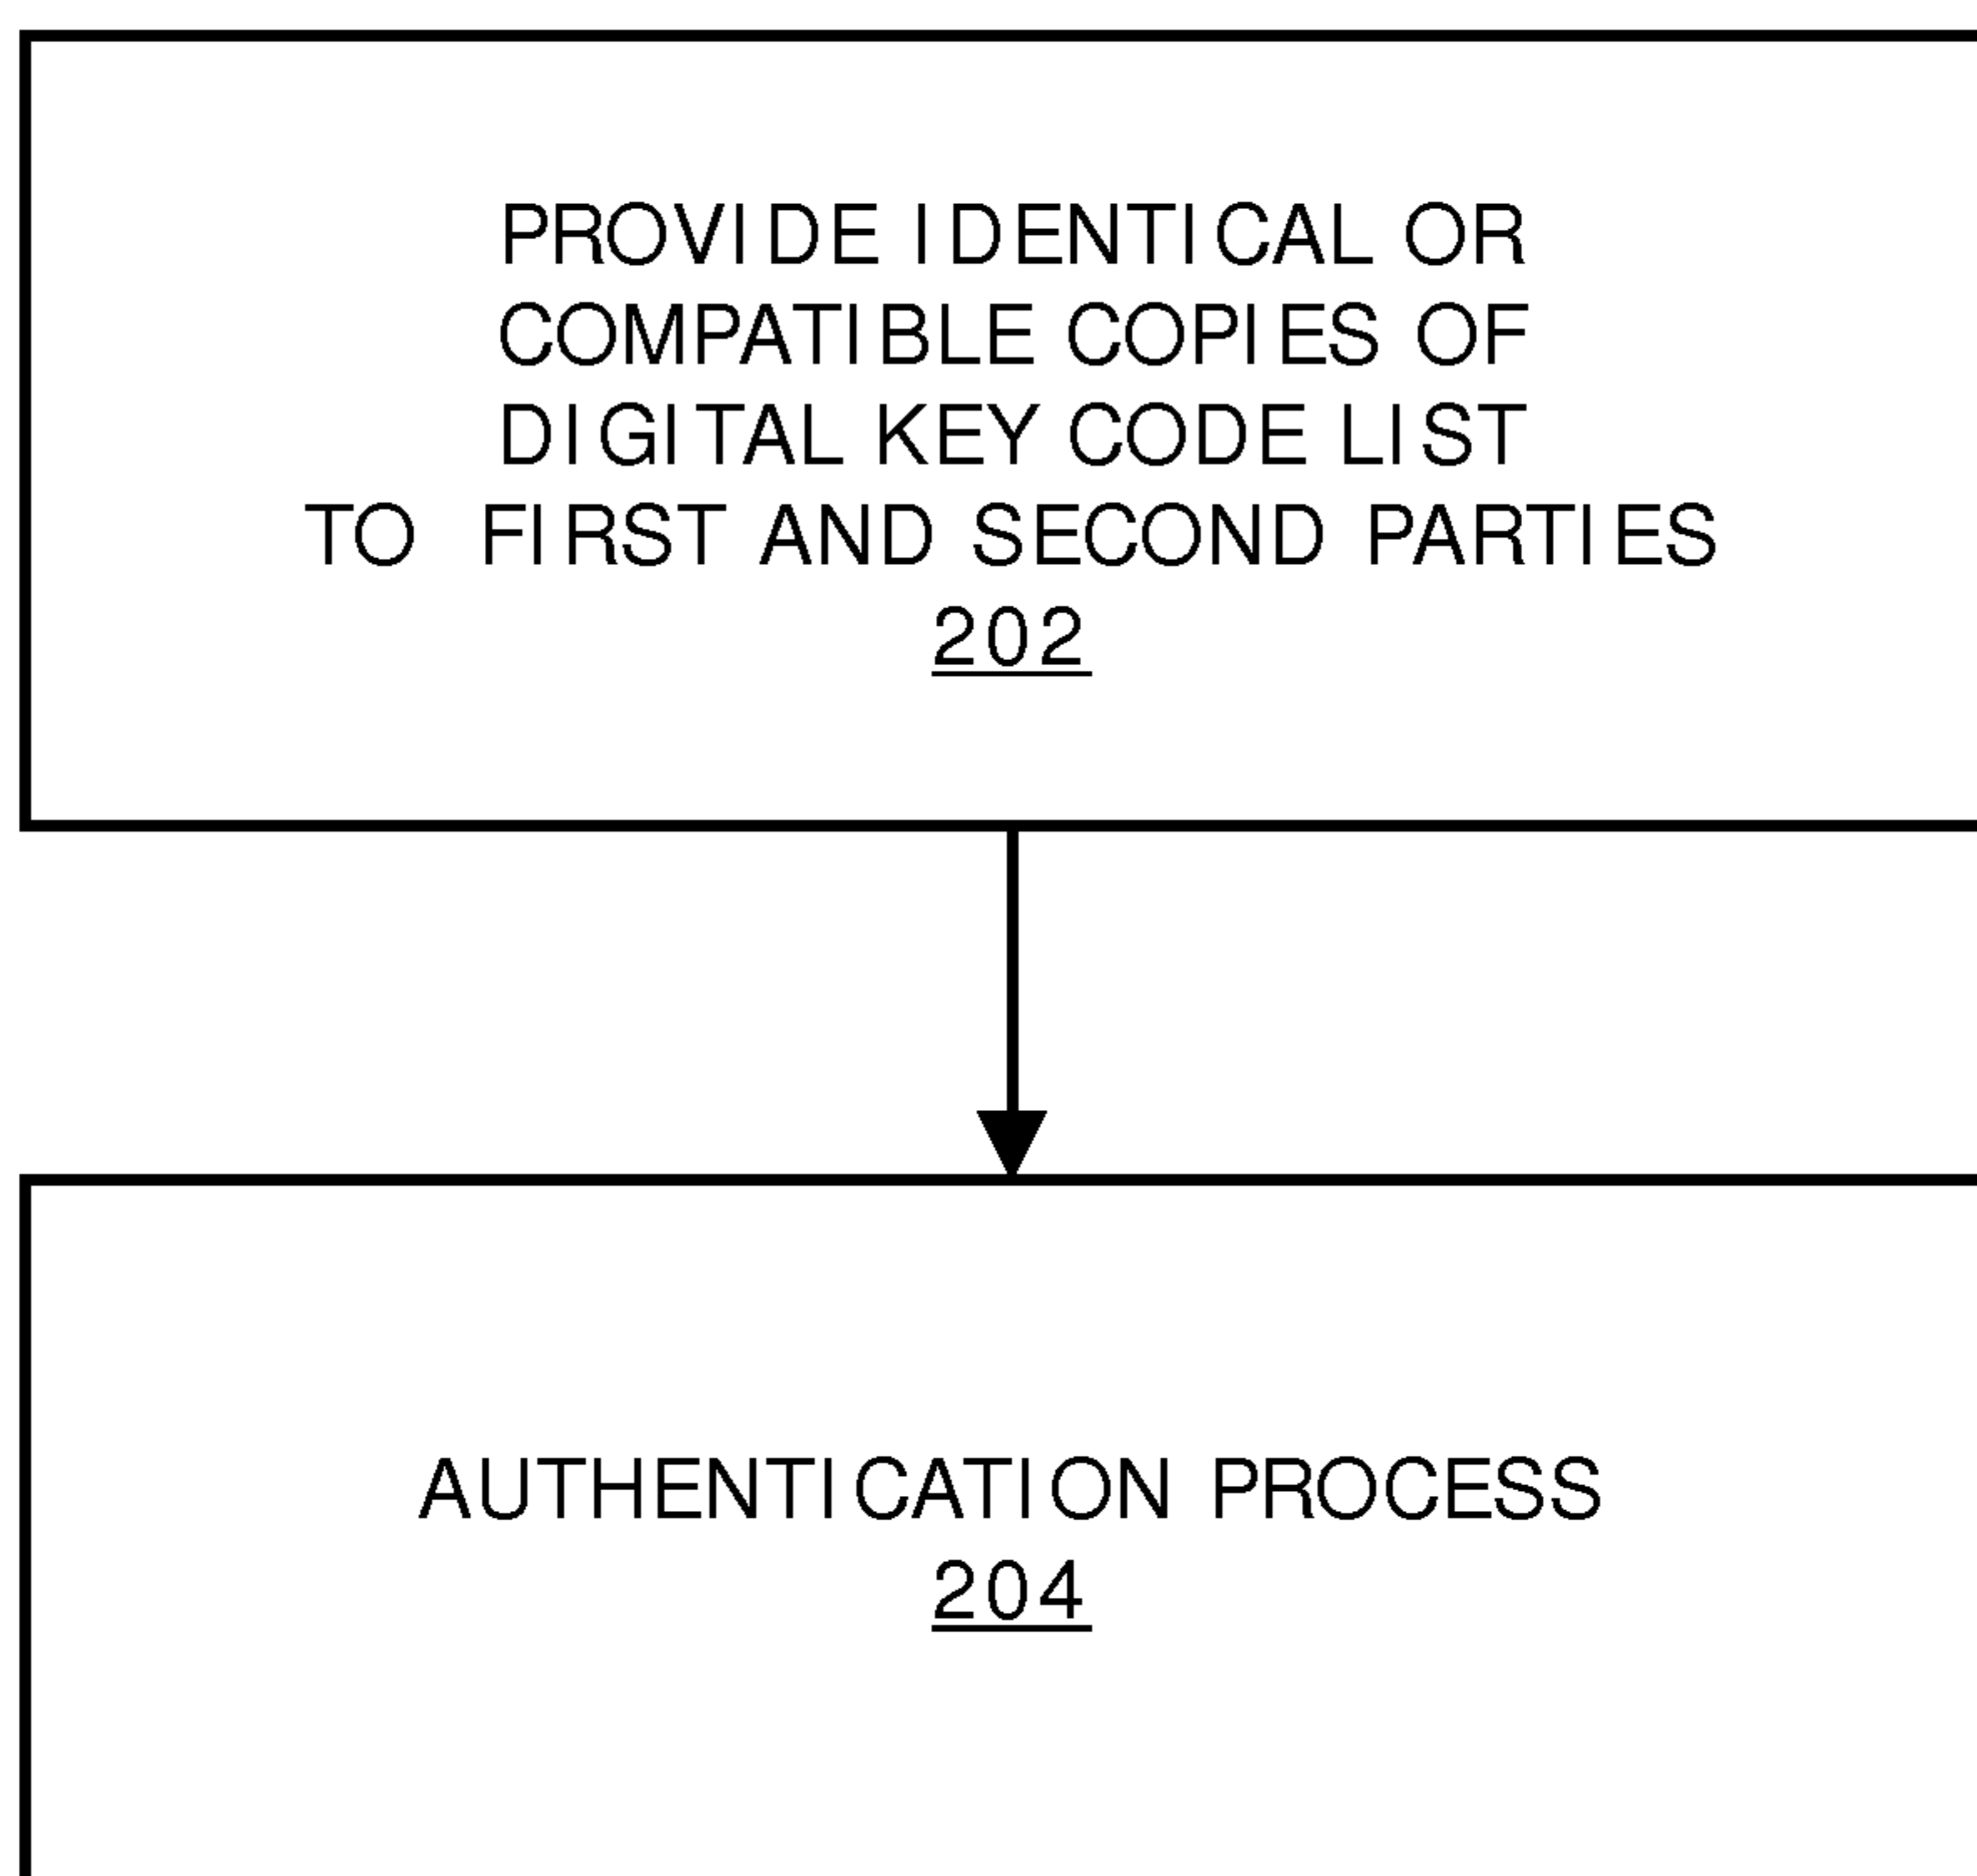 PROVIDE IDENTICAL OR
COMPATIBLE COPIES OF
DIGITAL KEY CODE LIST
TO FIRST AND SECOND PARTIES
202
AUTHENTICATION PROCESS
204